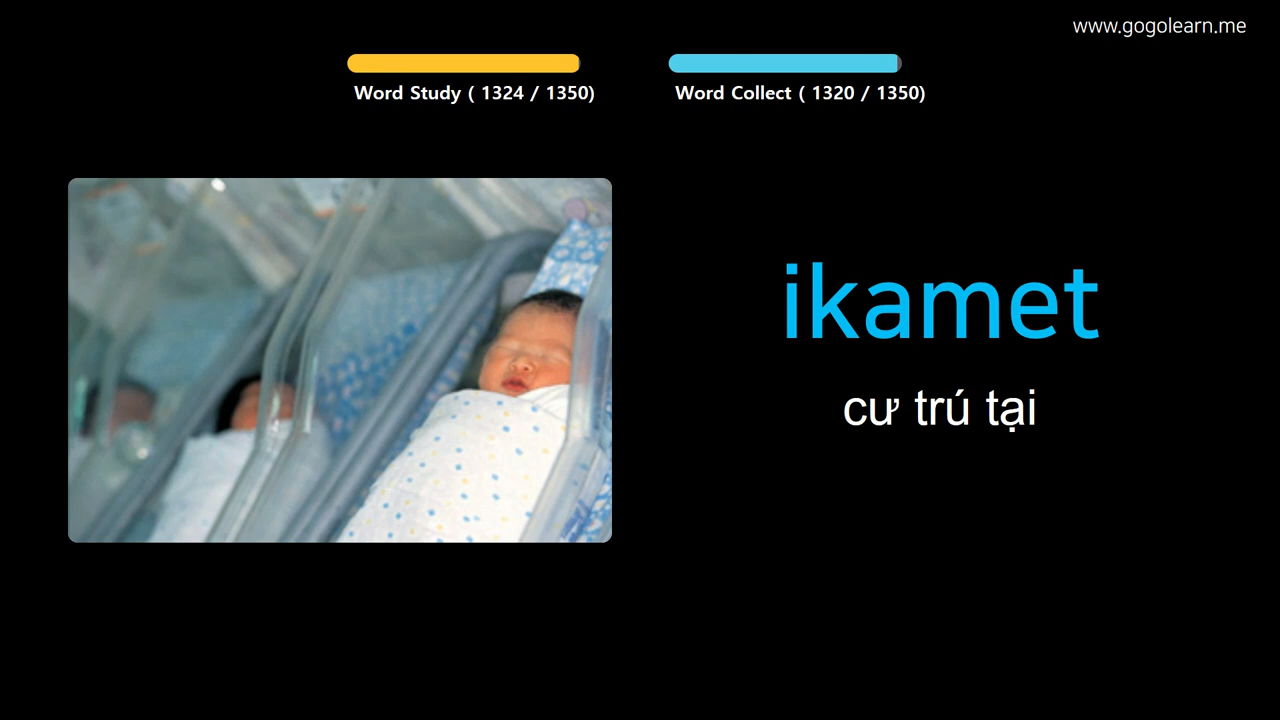 www.gogolearn.me
Word Study ( 1324 / 1350)
Word Collect ( 1320 / 1350)
ikamet
cư trú tại